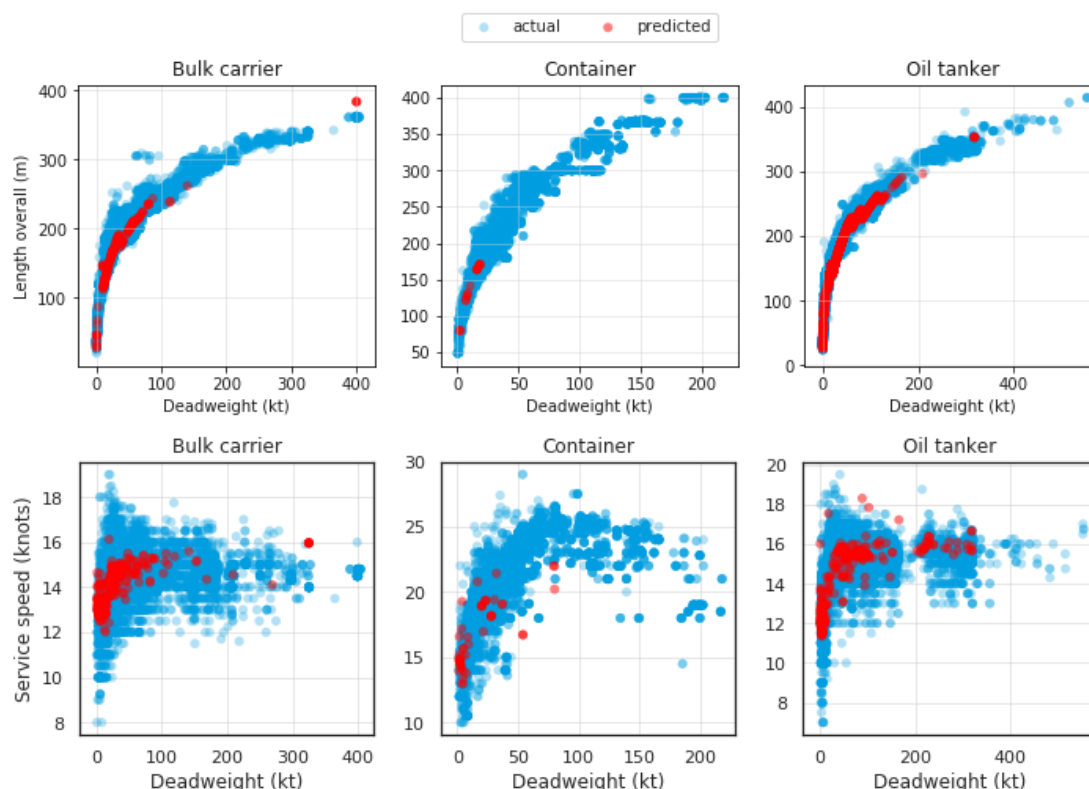 actual predicted
Bulk carrier Container Oil tanker
Length overall (m)
400
300
200
100
0 100 200 300 400
Deadweight (kt)
400
350
300
250
200
150
100
50
0 50 100 150 200
Deadweight (kt)
400
300
200
100
0
0 200 400
Deadweight (kt)
Bulk carrier Container Oil tanker
Service speed (knots)
18
16
14
12
10
8
0 100 200 300 400
Deadweight (kt)
30
25
20
15
10
0 50 100 150 200
Deadweight (kt)
20
18
16
14
12
10
8
0 200 400
Deadweight (kt)